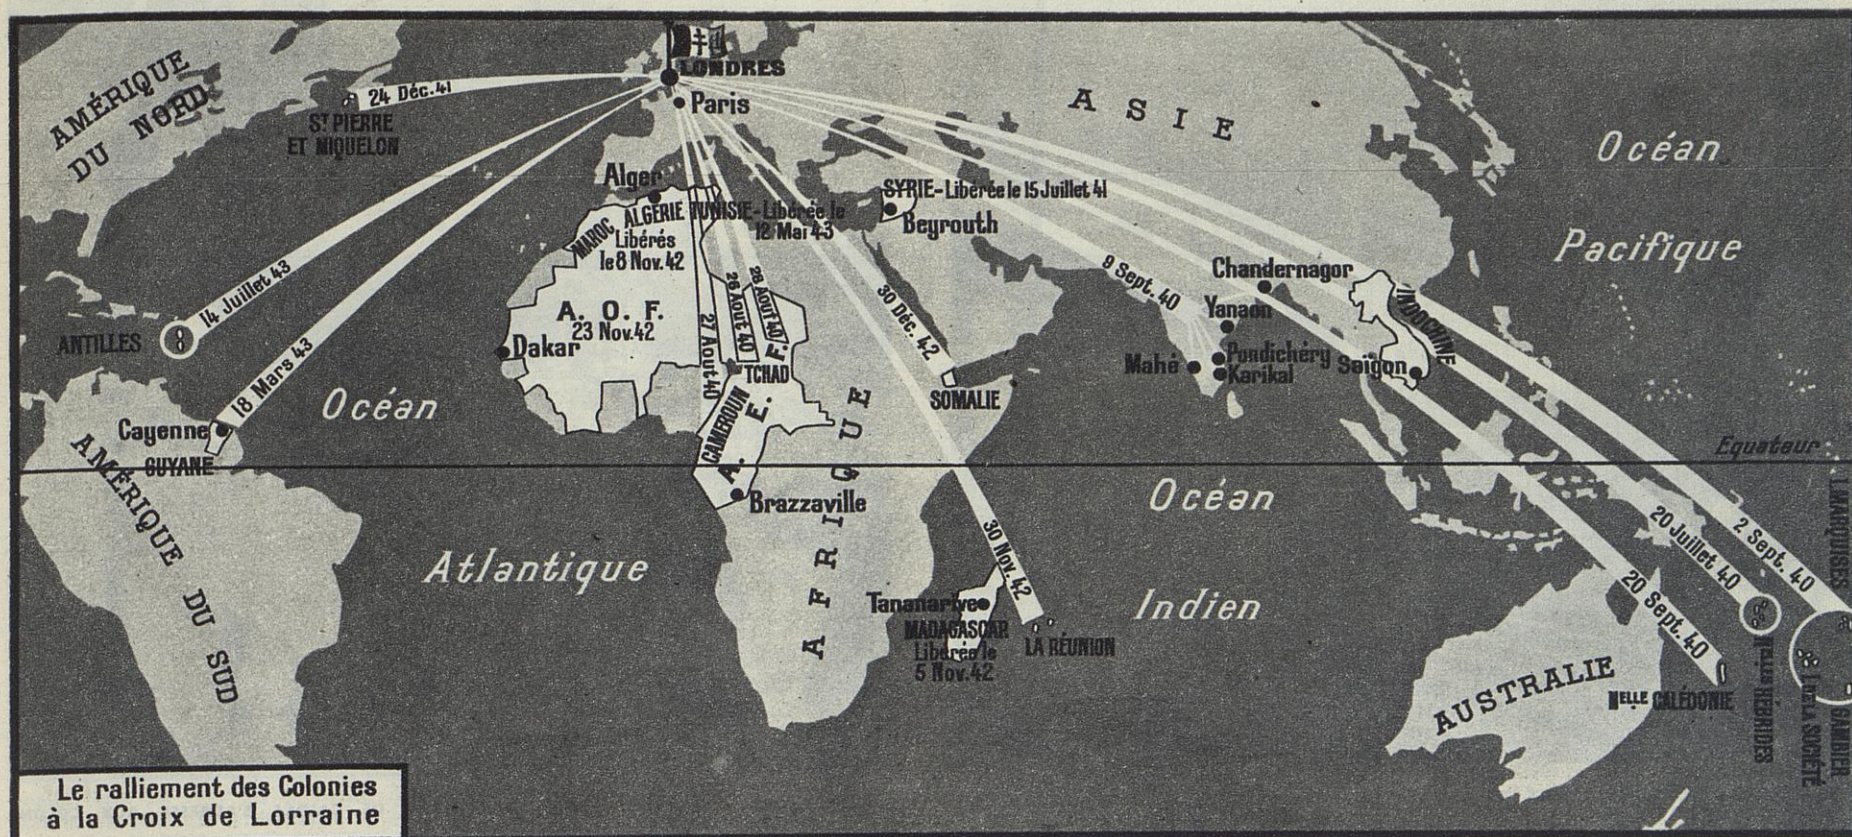 LONDRES
Paris
AMÉRIQUE
DU NORD
24 Déc. 41
ST PIERRE
ET MIQUELON
ASIE
Océan
Pacifique
Alger
ALGÉRIE
TUNISIE - Libérée le
12 Mai 43
MAROC
Libérés
le 8 Nov. 42
SYRIE - Libérée le 15 Juillet 41
Beyrouth
14 Juillet 43
ANTILLES
18 Mars 43
Cayenne
GUYANE
Océan
Atlantique
A. O. F.
23 Nov. 42
Dakar
27 Août 40
26 Août 40
28 Août 40
TCHAD
CAMEROUN
A. E. F.
Brazzaville
AFRIQUE
30 Déc. 42
SOMALIE
9 Sept. 40
Chandernagor
Yanaon
Mahé
Pondichéry
Karikal
INDOCHINE
Saïgon
Equateur
Océan
Indien
30 Nov. 42
Tananarive
MADAGASCAR
Libérée le
5 Nov. 42
LA RÉUNION
2 Sept. 40
20 Juillet 40
20 Sept. 40
AUSTRALIE
NELLE CALÉDONIE
NELLES HÉBRIDES
I. MARQUISES
I. DE LA SOCIÉTÉ
GAMBIER
AMÉRIQUE DU SUD
Le ralliement des Colonies
à la Croix de Lorraine